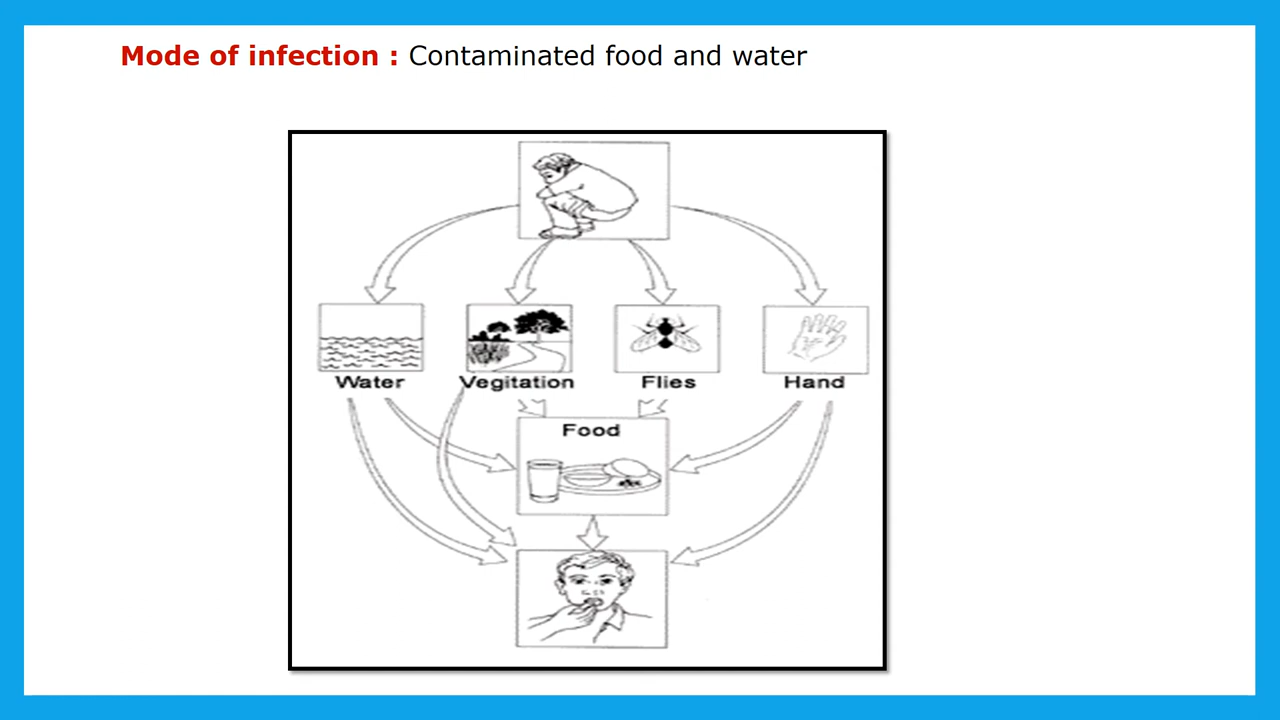 Mode of infection : Contaminated food and water
Water Vegitation Flies Hand
Food